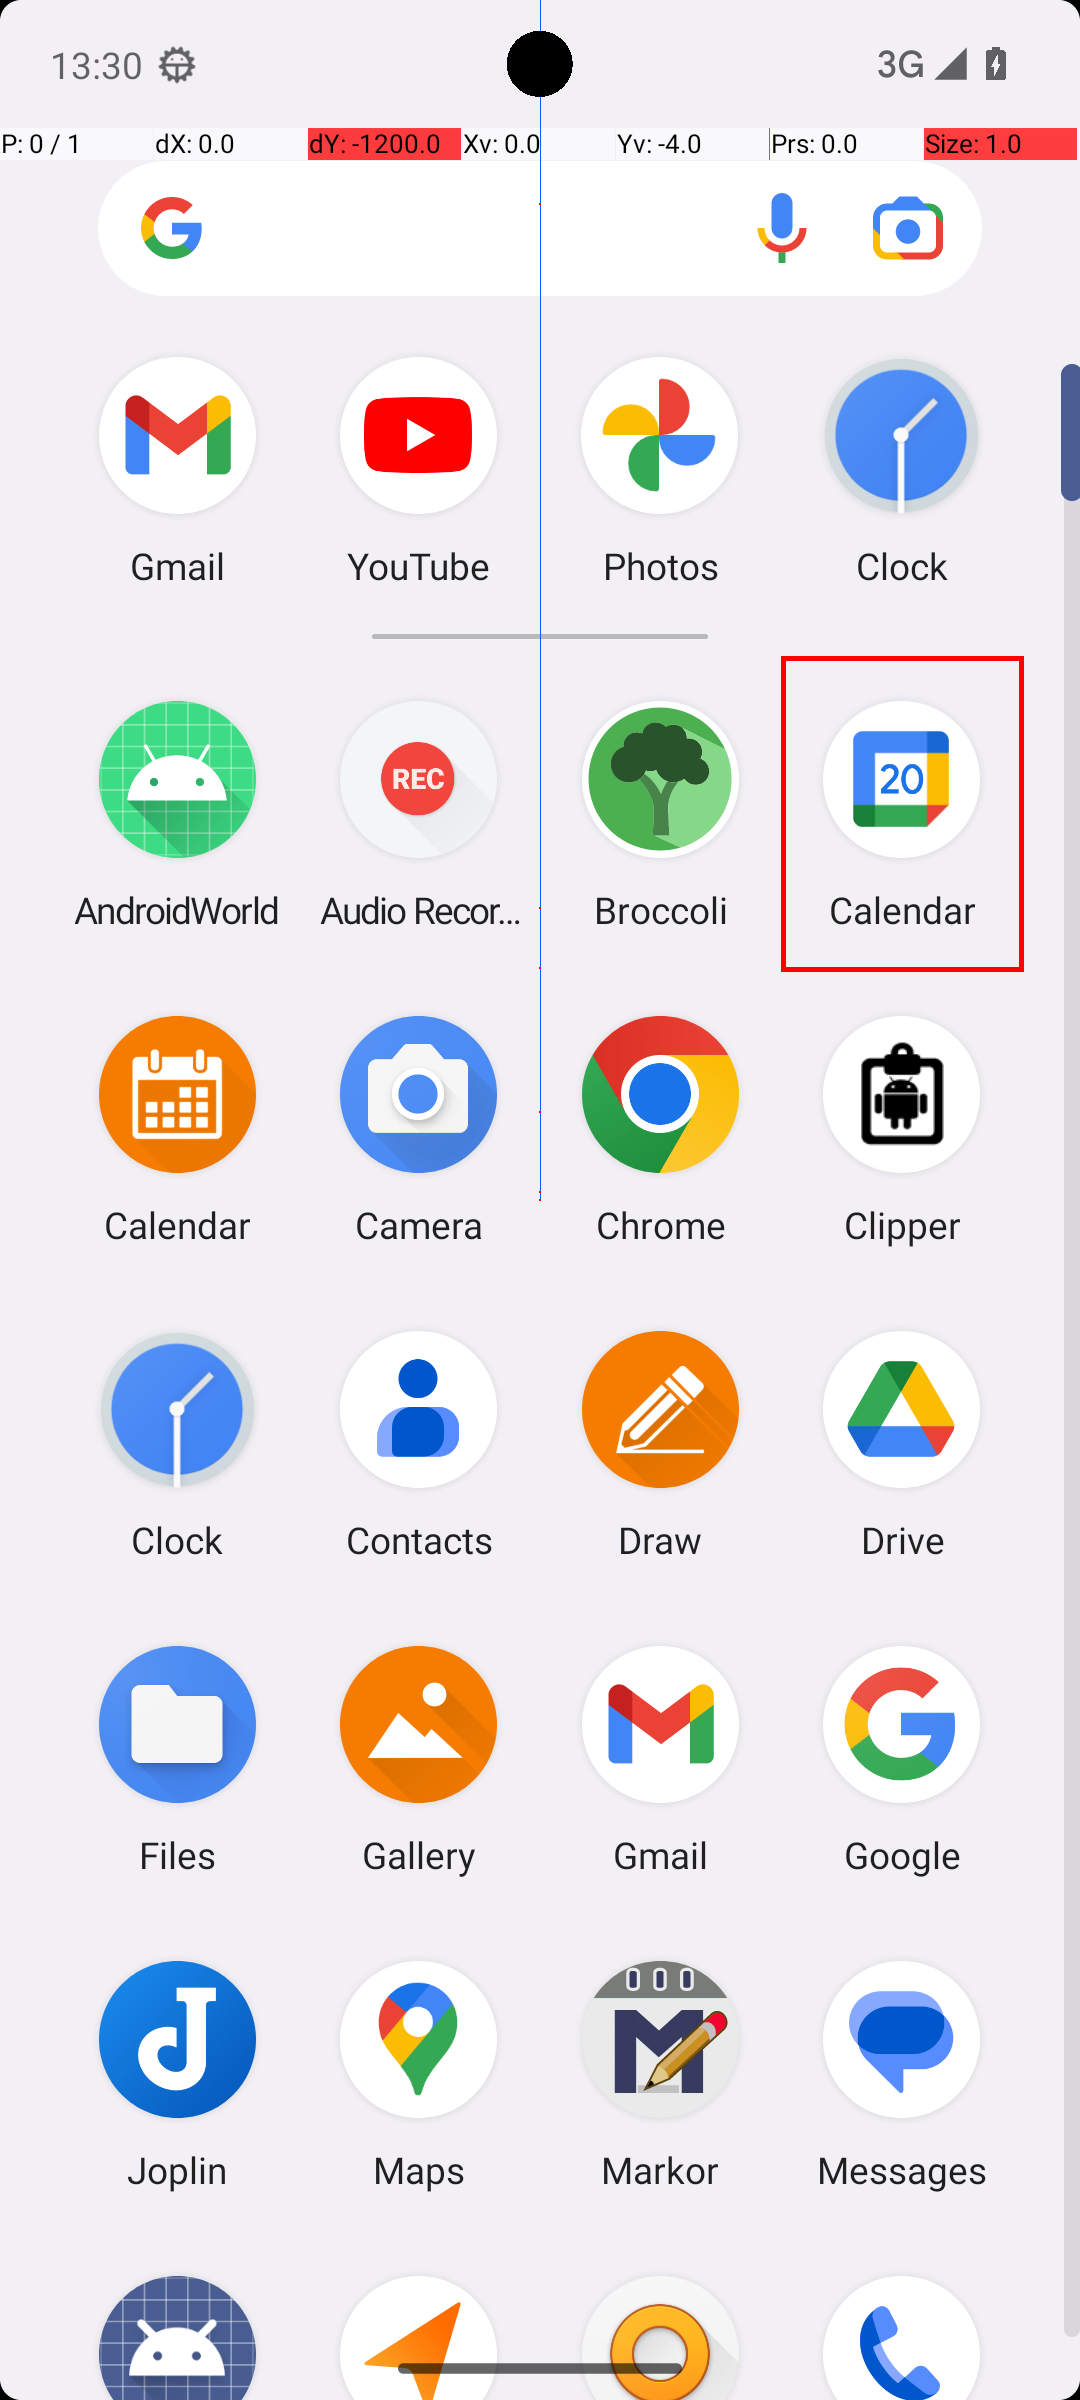 13:30 3G
P: 0 / 1 dX: 0.0 dY: -1200.0 Xv: 0.0 Yv: -4.0 Prs: 0.0 Size: 1.0
Gmail YouTube Photos Clock
REC 20
AndroidWorld Audio Recor... Broccoli Calendar
Calendar Camera Chrome Clipper
Clock Contacts Draw Drive
Files Gallery Gmail Google
Joplin Maps Markor Messages